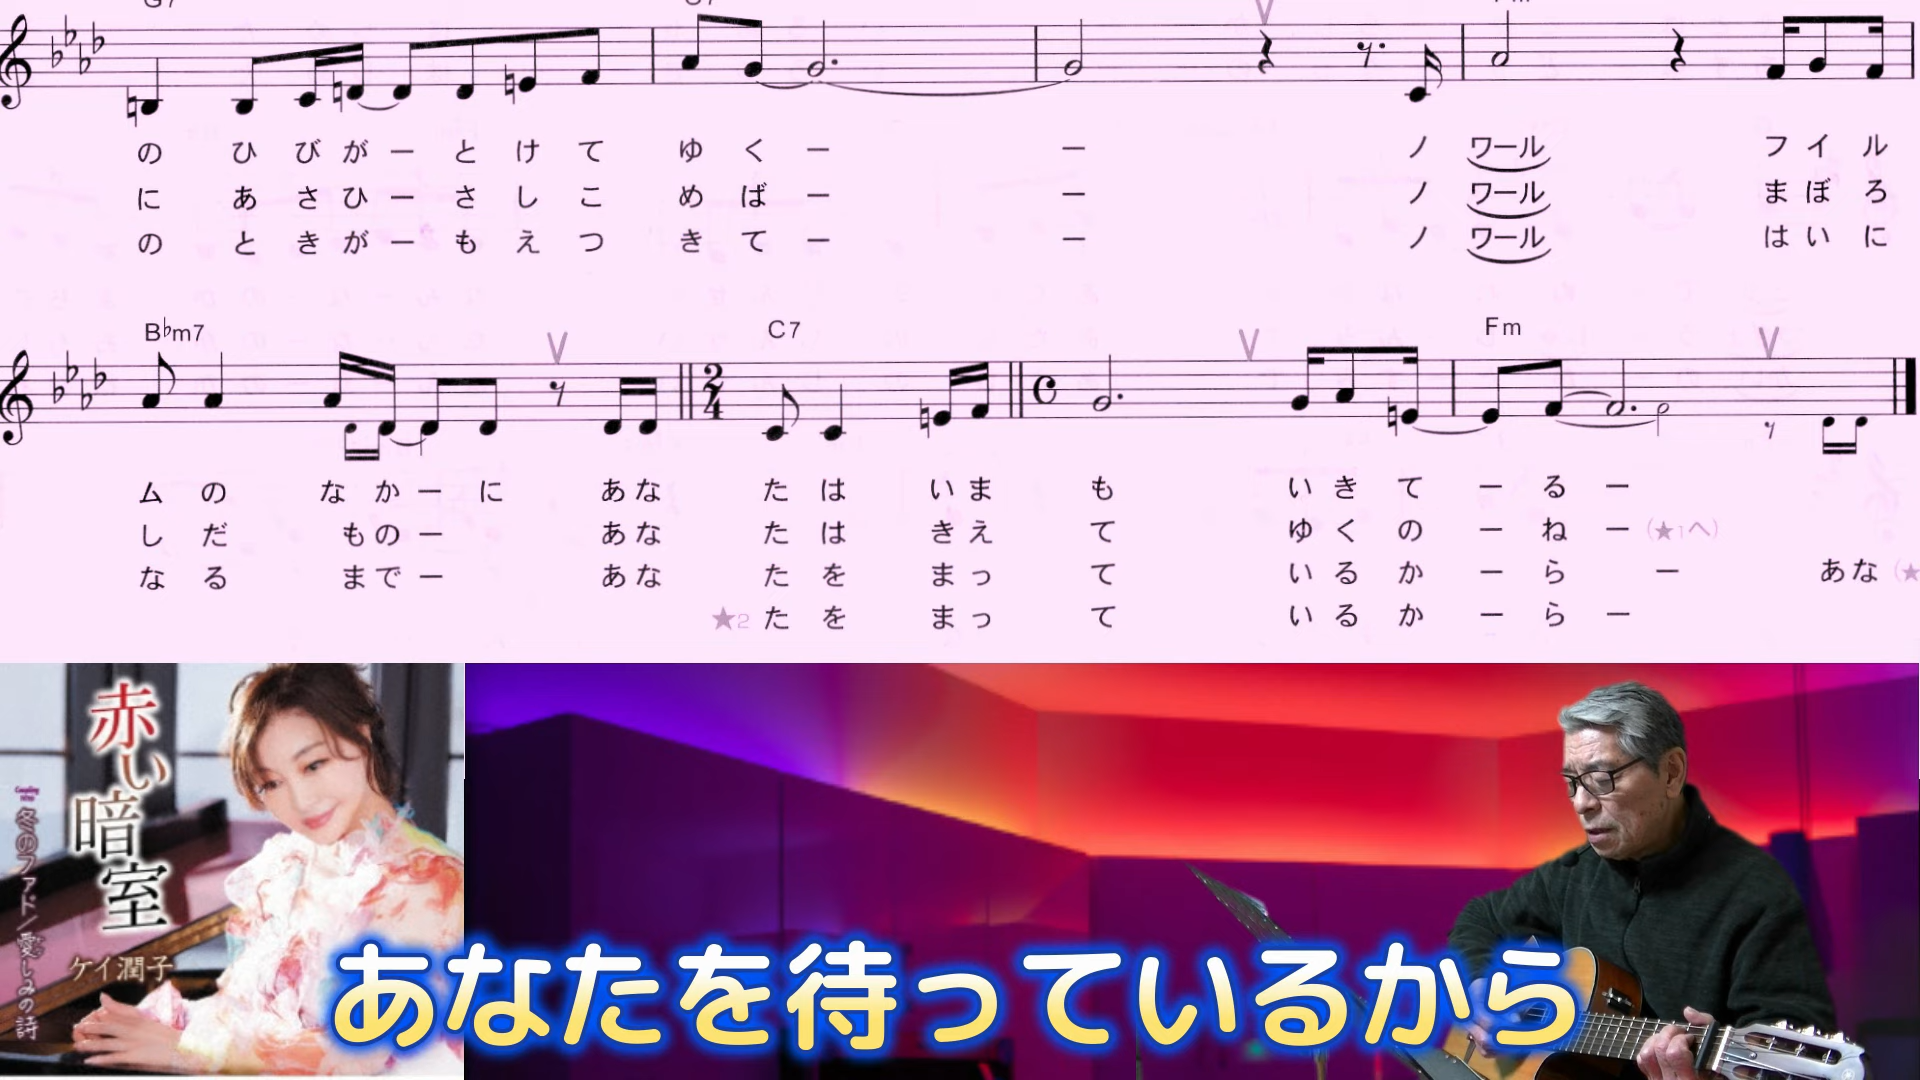 の ひ び が ー と け て ゆ く ー ー ノ ワール フ イ ル
に あ さ ひ ー さ し こ め ば ー ー ノ ワール ま ぼ ろ
の と き が ー も え つ き て ー ー ノ ワール は い に
B♭m7 C7 Fm
ム の な か ー に あ な た は い ま も い き て ー る ー
し だ も の ー あ な た は き え て ゆ く の ー ね ー (★1へ)
な る ま で ー あ な た を ま っ て い る か ー ら ー あ な (★
★2 た を ま っ て い る か ー ら ー
赤い暗室
冬のファド/愛しみの詩
ケイ潤子
あなたを待っているから